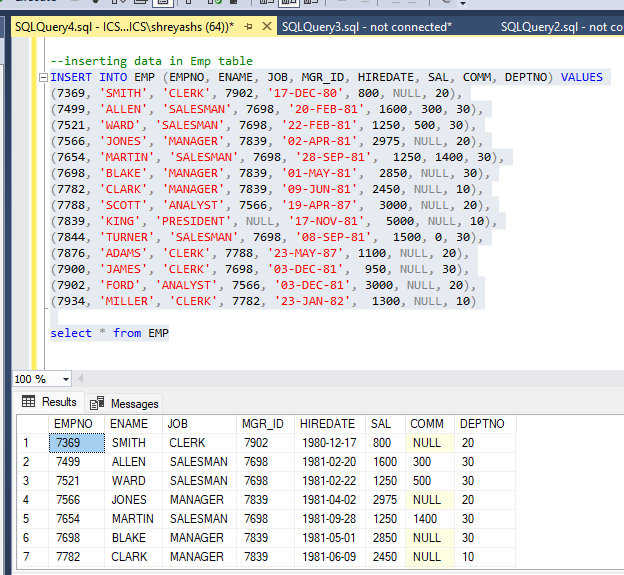 SQLQuery4.sql - ICS...ICS\shreyashs (64))* SQLQuery3.sql - not connected* SQLQuery2.sql - not co
--inserting data in Emp table
INSERT INTO EMP (EMPNO, ENAME, JOB, MGR_ID, HIREDATE, SAL, COMM, DEPTNO) VALUES
(7369, 'SMITH', 'CLERK', 7902, '17-DEC-80', 800, NULL, 20),
(7499, 'ALLEN', 'SALESMAN', 7698, '20-FEB-81', 1600, 300, 30),
(7521, 'WARD', 'SALESMAN', 7698, '22-FEB-81', 1250, 500, 30),
(7566, 'JONES', 'MANAGER', 7839, '02-APR-81', 2975, NULL, 20),
(7654, 'MARTIN', 'SALESMAN', 7698, '28-SEP-81', 1250, 1400, 30),
(7698, 'BLAKE', 'MANAGER', 7839, '01-MAY-81', 2850, NULL, 30),
(7782, 'CLARK', 'MANAGER', 7839, '09-JUN-81', 2450, NULL, 10),
(7788, 'SCOTT', 'ANALYST', 7566, '19-APR-87', 3000, NULL, 20),
(7839, 'KING', 'PRESIDENT', NULL, '17-NOV-81', 5000, NULL, 10),
(7844, 'TURNER', 'SALESMAN', 7698, '08-SEP-81', 1500, 0, 30),
(7876, 'ADAMS', 'CLERK', 7788, '23-MAY-87', 1100, NULL, 20),
(7900, 'JAMES', 'CLERK', 7698, '03-DEC-81', 950, NULL, 30),
(7902, 'FORD', 'ANALYST', 7566, '03-DEC-81', 3000, NULL, 20),
(7934, 'MILLER', 'CLERK', 7782, '23-JAN-82', 1300, NULL, 10)
select * from EMP
100 %
Results Messages
EMPNO ENAME JOB MGR_ID HIREDATE SAL COMM DEPTNO
1 7369 SMITH CLERK 7902 1980-12-17 800 NULL 20
2 7499 ALLEN SALESMAN 7698 1981-02-20 1600 300 30
3 7521 WARD SALESMAN 7698 1981-02-22 1250 500 30
4 7566 JONES MANAGER 7839 1981-04-02 2975 NULL 20
5 7654 MARTIN SALESMAN 7698 1981-09-28 1250 1400 30
6 7698 BLAKE MANAGER 7839 1981-05-01 2850 NULL 30
7 7782 CLARK MANAGER 7839 1981-06-09 2450 NULL 10